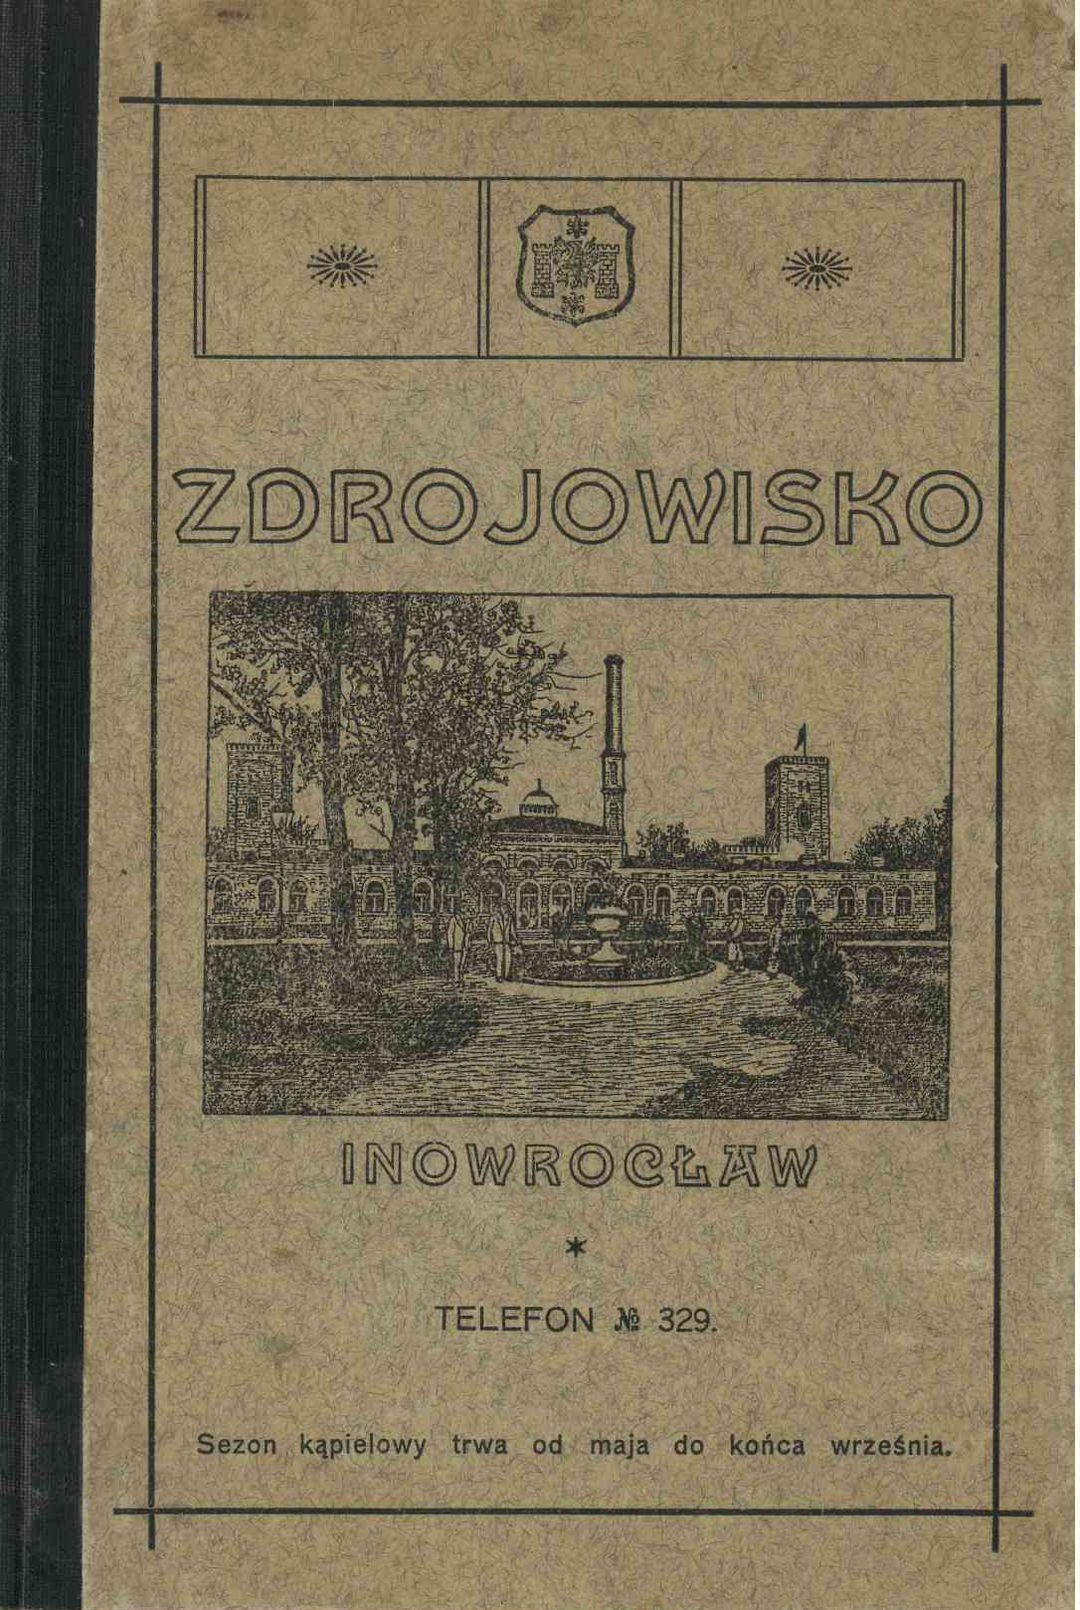 ZDROJOWISKO
INOWROCŁAW
*
TELEFON № 329.
Sezon kąpielowy trwa od maja do końca września.